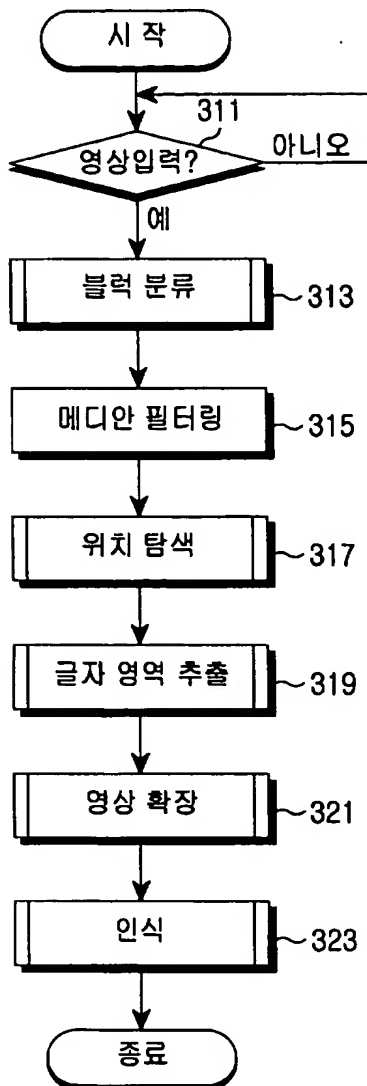 시 작
311
영상입력?
아니오
예
블럭 분류
313
메디안 필터링
315
위치 탐색
317
글자 영역 추출
319
영상 확장
321
인식
323
종료